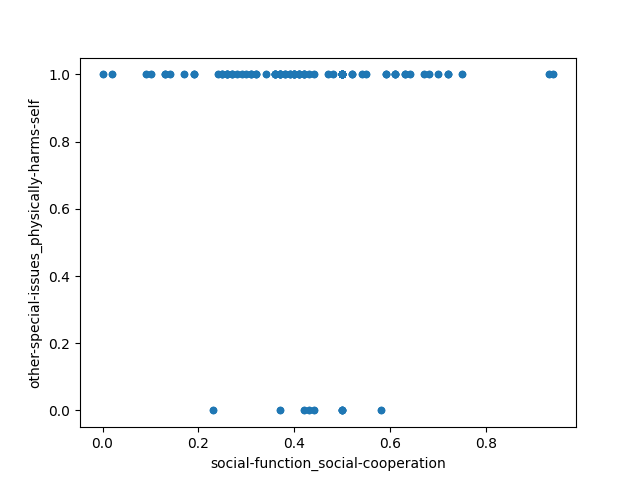 1.0
0.8
0.6
0.4
0.2
0.0
other-special-issues_physically-harms-self
0.0 0.2 0.4 0.6 0.8
social-function_social-cooperation